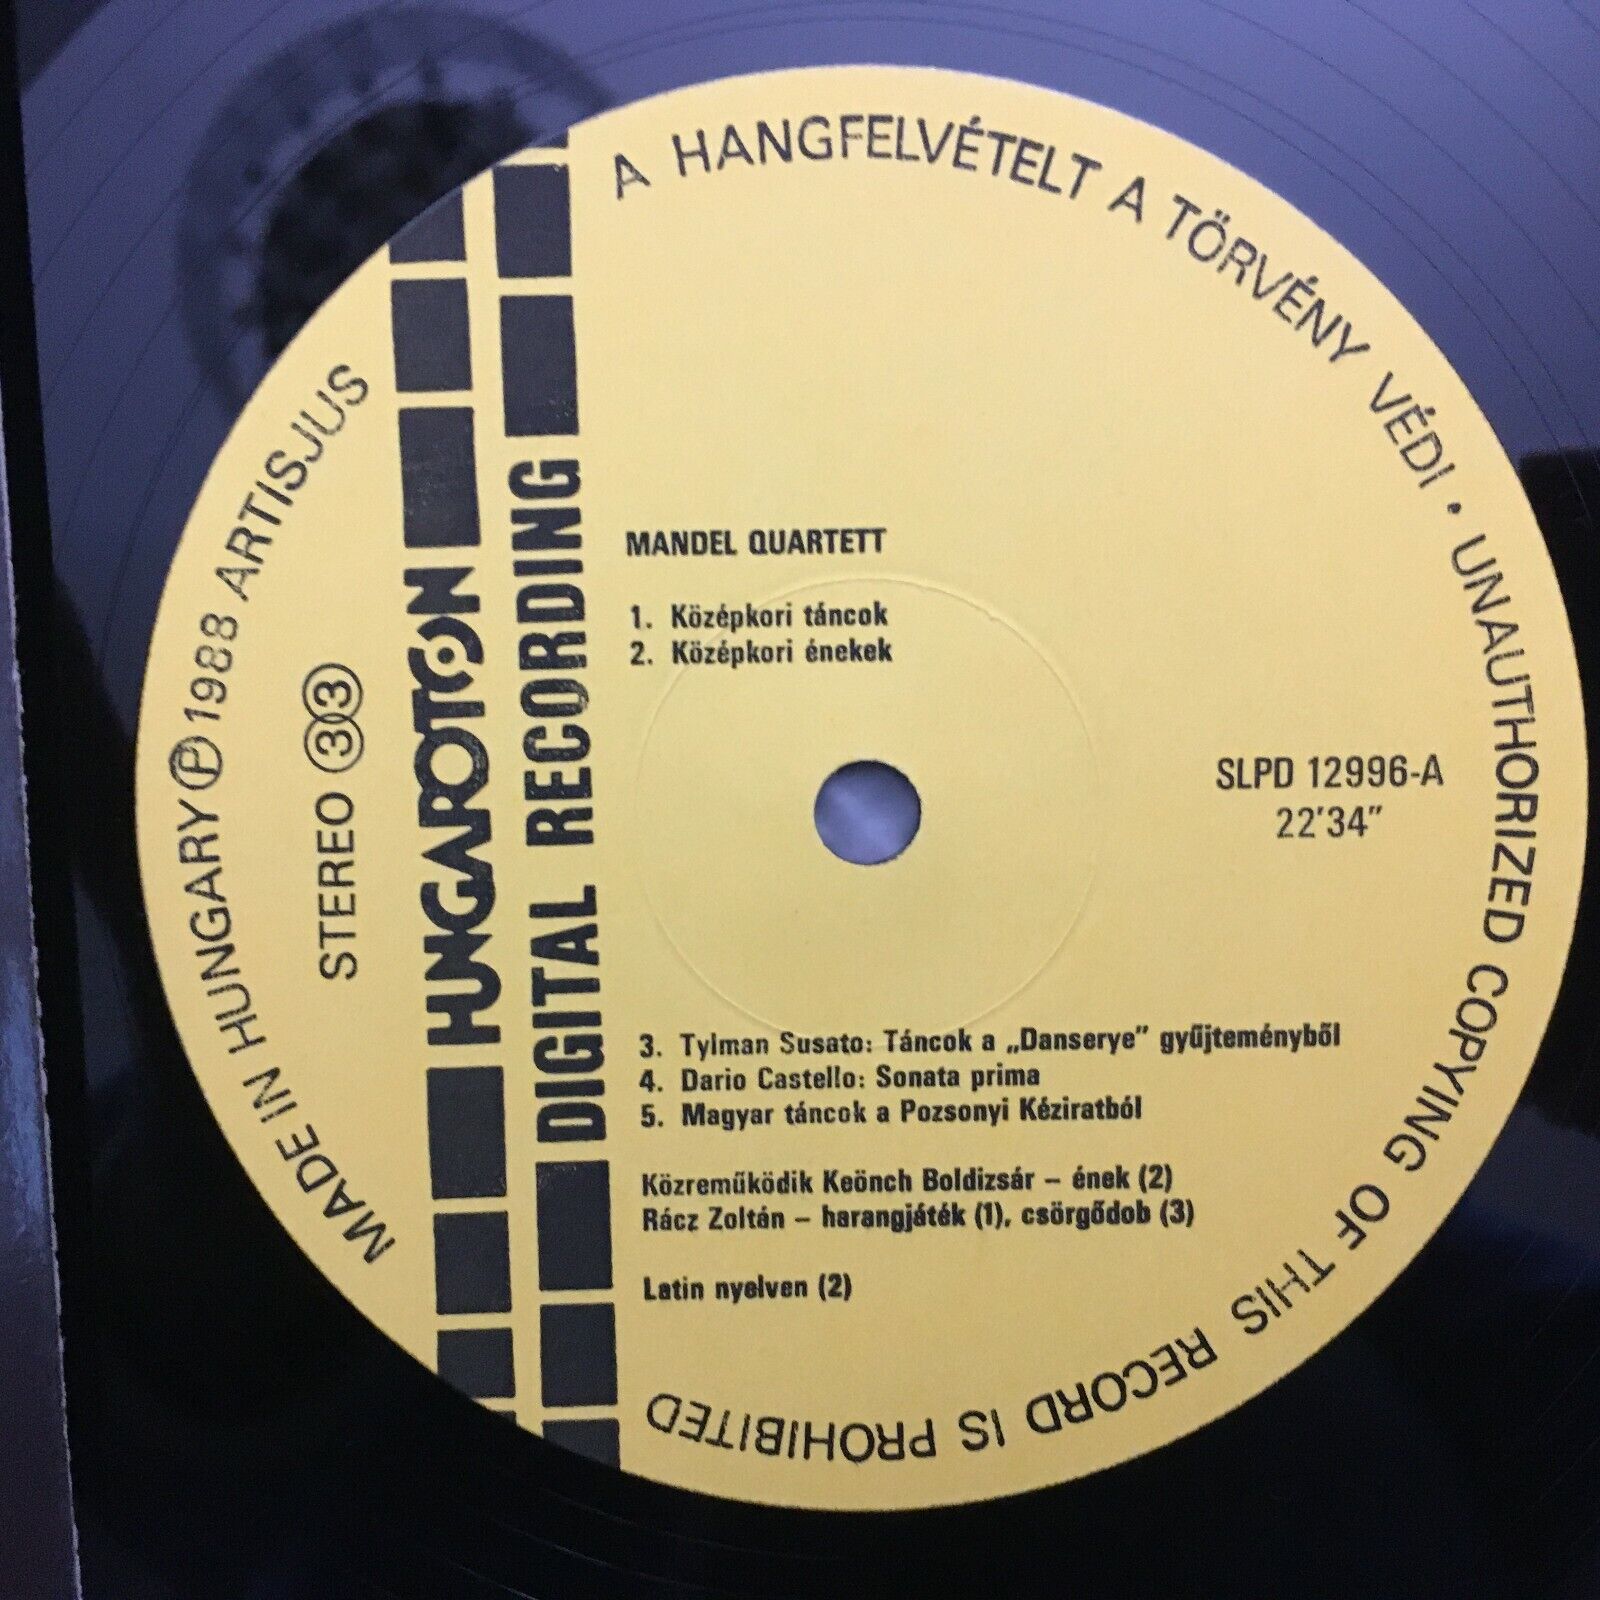 A HANGFELVÉTELT A TÖRVÉNY VÉDI · UNAUTHORIZED COPYING OF THIS RECORD IS PROHIBITED
MADE IN HUNGARY Ⓟ 1988 ARTISJUS
STEREO 33
HUNGAROTON
DIGITAL RECORDING
MANDEL QUARTETT
1. Középkori táncok
2. Középkori énekek
SLPD 12996-A
22'34"
3. Tylman Susato: Táncok a „Danserye" gyűjteményből
4. Dario Castello: Sonata prima
5. Magyar táncok a Pozsonyi Kéziratból
Közreműködik Keönch Boldizsár – ének (2)
Rácz Zoltán – harangjáték (1), csörgődob (3)
Latin nyelven (2)